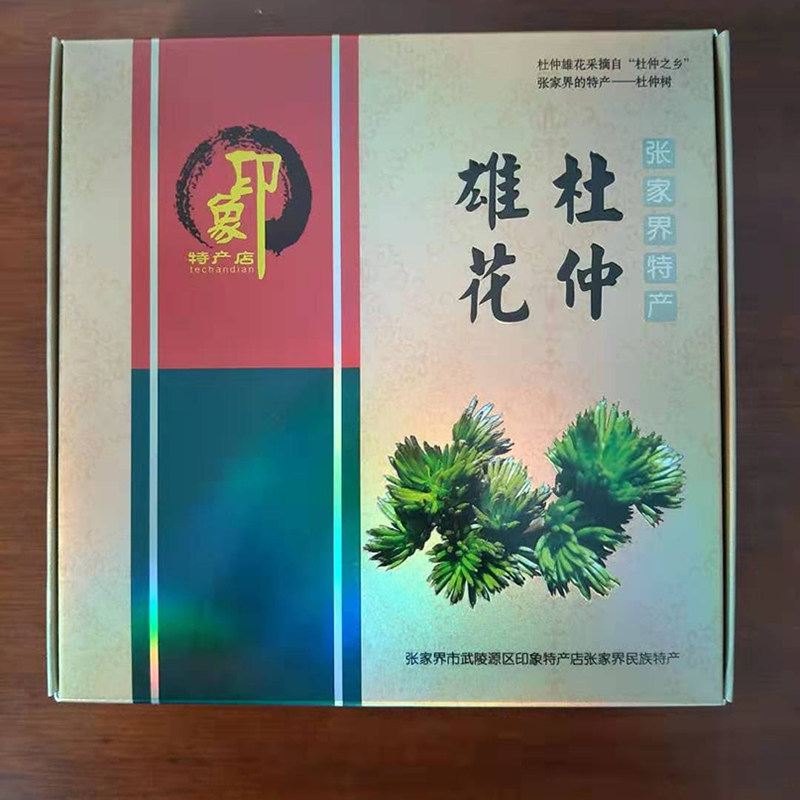 杜仲雄花采摘自“杜仲之乡”
张家界的特产——杜仲树
张家界特产
杜仲
雄花
印象
特产店
techandian
张家界市武陵源区印象特产店张家界民族特产